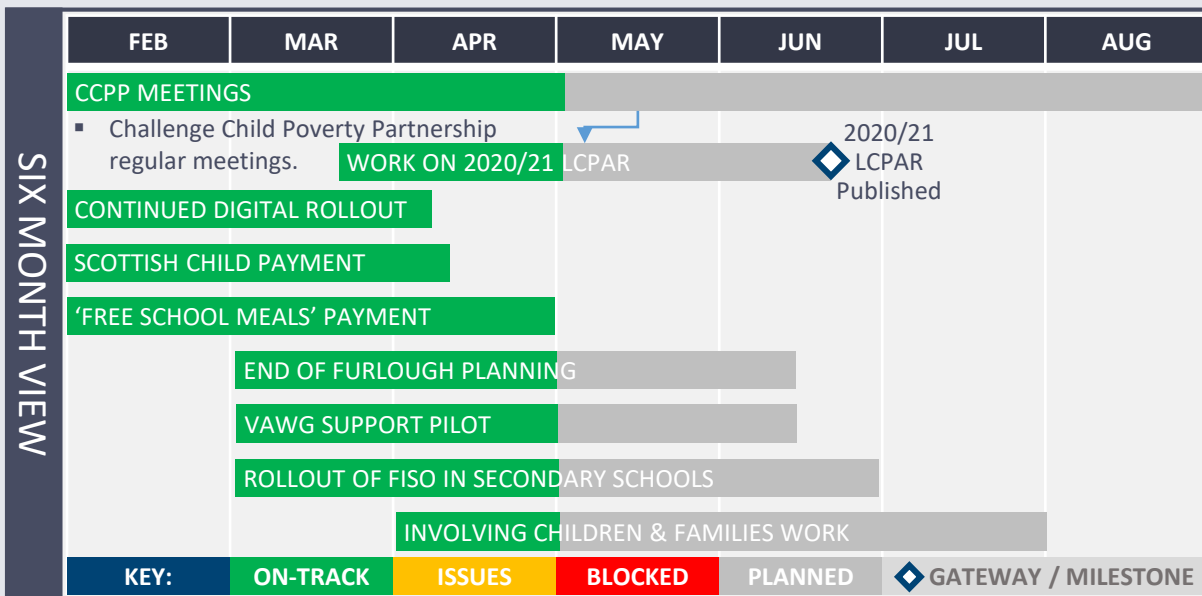 SIX MONTH VIEW
FEB MAR APR MAY JUN JUL AUG
CCPP MEETINGS
▪ Challenge Child Poverty Partnership
regular meetings.
WORK ON 2020/21 LCPAR
2020/21
LCPAR
Published
CONTINUED DIGITAL ROLLOUT
SCOTTISH CHILD PAYMENT
‘FREE SCHOOL MEALS’ PAYMENT
END OF FURLOUGH PLANNING
VAWG SUPPORT PILOT
ROLLOUT OF FISO IN SECONDARY SCHOOLS
INVOLVING CHILDREN & FAMILIES WORK
KEY: ON-TRACK ISSUES BLOCKED PLANNED GATEWAY / MILESTONE